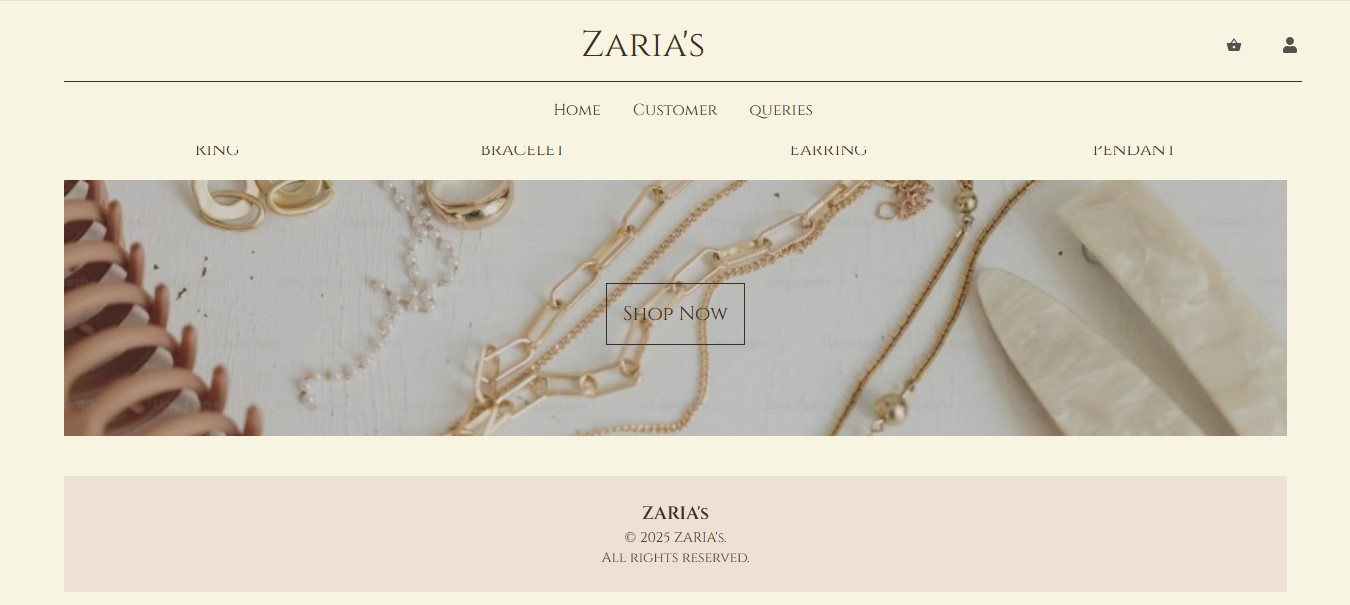 ZARIA'S
HOME CUSTOMER QUERIES
RING BRACELET EARRING PENDANT
SHOP NOW
ZARIA's
© 2025 ZARIA'S.
ALL RIGHTS RESERVED.